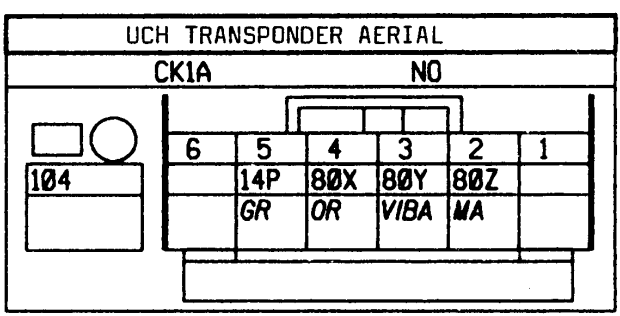 UCH TRANSPONDER AERIAL
CK1A NO
6 5 4 3 2 1
104 14P 80X 80Y 80Z
GR OR VIBA MA